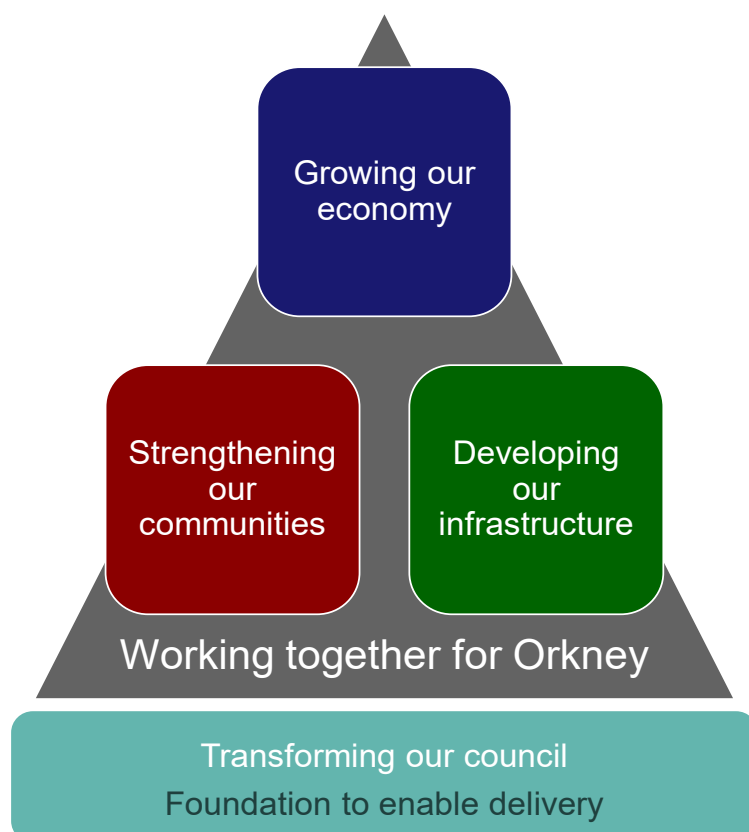 Growing our
economy
Strengthening
our
communities
Developing
our
infrastructure
Working together for Orkney
Transforming our council
Foundation to enable delivery